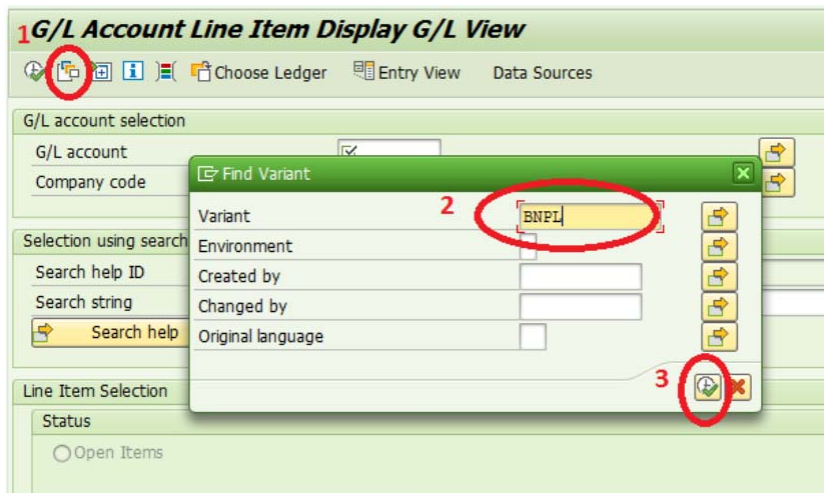 1 G/L Account Line Item Display G/L View
Choose Ledger Entry View Data Sources
G/L account selection
G/L account
Company code
Find Variant
Variant 2 BNPL
Environment
Created by
Changed by
Original language
3
Selection using search
Search help ID
Search string
Search help
Line Item Selection
Status
Open Items